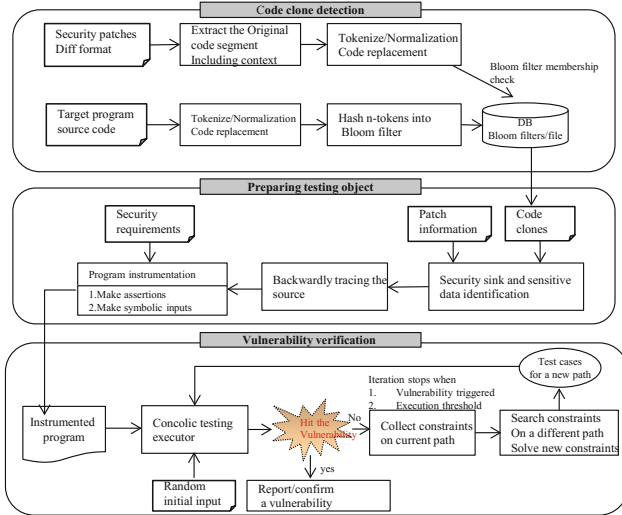 Code clone detection
Security patches
Diff format
Extract the Original
code segment
Including context
Tokenize/Normalization
Code replacement
Bloom filter membership
check
Target program
source code
Tokenize/Normalization
Code replacement
Hash n-tokens into
Bloom filter
DB
Bloom filters/file
Preparing testing object
Security
requirements
Patch
information
Code
clones
Program instrumentation
1.Make assertions
2.Make symbolic inputs
Backwardly tracing the
source
Security sink and sensitive
data identification
Vulnerability verification
Test cases
for a new path
Iteration stops when
1. Vulnerability triggered
2. Execution threshold
Instrumented
program
Concolic testing
executor
Hit the
Vulnerability
No
Collect constraints
on current path
Search constraints
On a different path
Solve new constraints
yes
Random
initial input
Report/confirm
a vulnerability